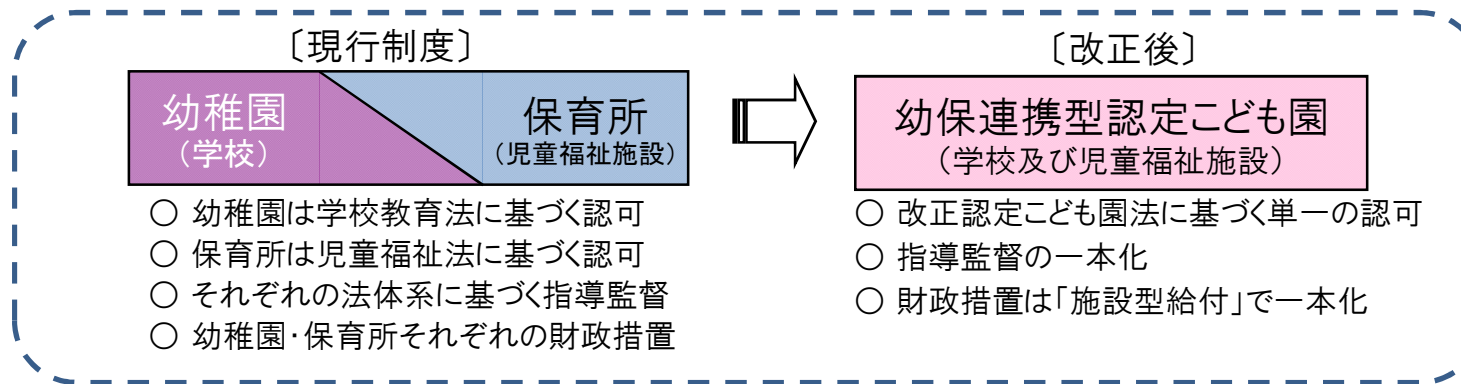 〔現行制度〕
幼稚園
（学校）
保育所
（児童福祉施設）
○ 幼稚園は学校教育法に基づく認可
○ 保育所は児童福祉法に基づく認可
○ それぞれの法体系に基づく指導監督
○ 幼稚園・保育所それぞれの財政措置
〔改正後〕
幼保連携型認定こども園
（学校及び児童福祉施設）
○ 改正認定こども園法に基づく単一の認可
○ 指導監督の一本化
○ 財政措置は「施設型給付」で一本化